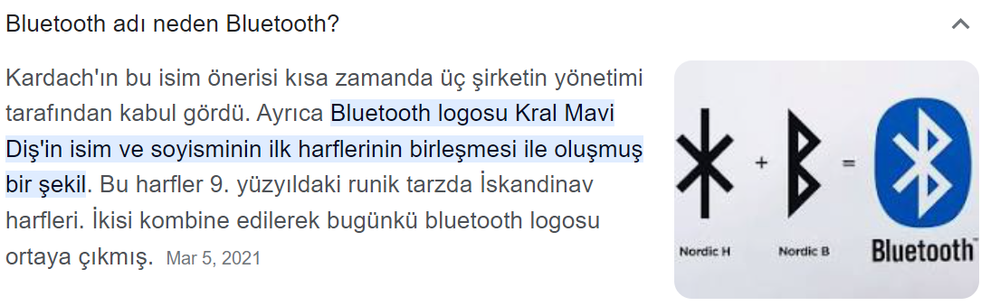 Bluetooth adı neden Bluetooth?
Kardach'ın bu isim önerisi kısa zamanda üç şirketin yönetimi
tarafından kabul gördü. Ayrıca Bluetooth logosu Kral Mavi
Diş'in isim ve soyisminin ilk harflerinin birleşmesi ile oluşmuş
bir şekil. Bu harfler 9. yüzyıldaki runik tarzda İskandinav
harfleri. İkisi kombine edilerek bugünkü bluetooth logosu
ortaya çıkmış. Mar 5, 2021
+ =
Nordic H Nordic B Bluetooth™